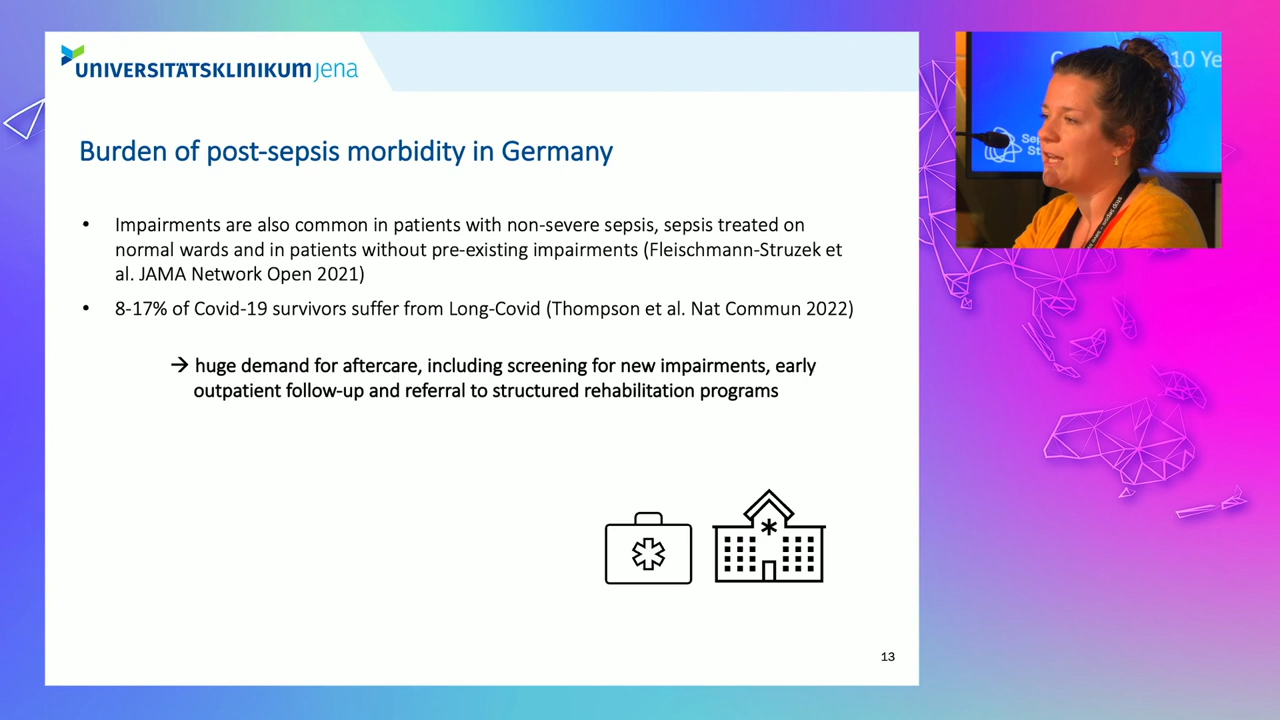 UNIVERSITÄTSKLINIKUM jena
Burden of post-sepsis morbidity in Germany
• Impairments are also common in patients with non-severe sepsis, sepsis treated on
normal wards and in patients without pre-existing impairments (Fleischmann-Struzek et
al. JAMA Network Open 2021)
• 8-17% of Covid-19 survivors suffer from Long-Covid (Thompson et al. Nat Commun 2022)
→ huge demand for aftercare, including screening for new impairments, early
outpatient follow-up and referral to structured rehabilitation programs
13
10 Ye